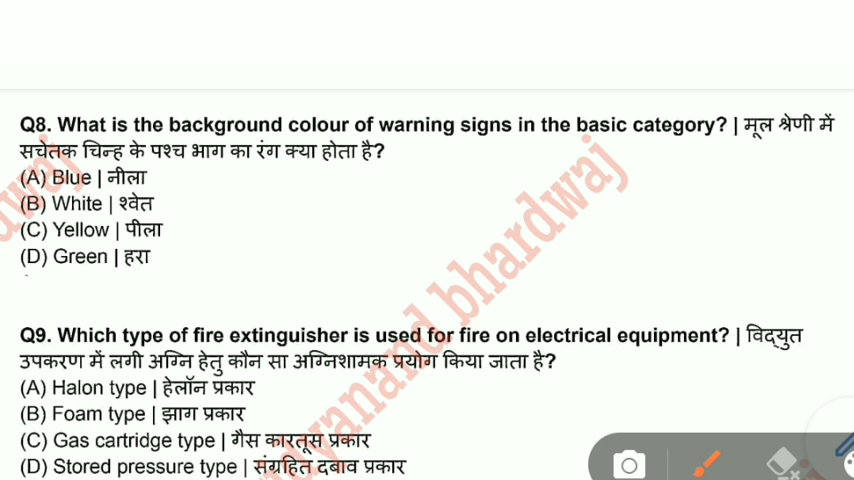 Q8. What is the background colour of warning signs in the basic category? | मूल श्रेणी में
सचेतक चिन्ह के पश्च भाग का रंग क्या होता है?
(A) Blue | नीला
(B) White | श्वेत
(C) Yellow | पीला
(D) Green | हरा
Q9. Which type of fire extinguisher is used for fire on electrical equipment? | विद्युत
उपकरण में लगी अग्नि हेतु कौन सा अग्निशामक प्रयोग किया जाता है?
(A) Halon type | हेलॉन प्रकार
(B) Foam type | झाग प्रकार
(C) Gas cartridge type | गैस कारतूस प्रकार
(D) Stored pressure type | संग्रहित दबाव प्रकार
bhardwaj